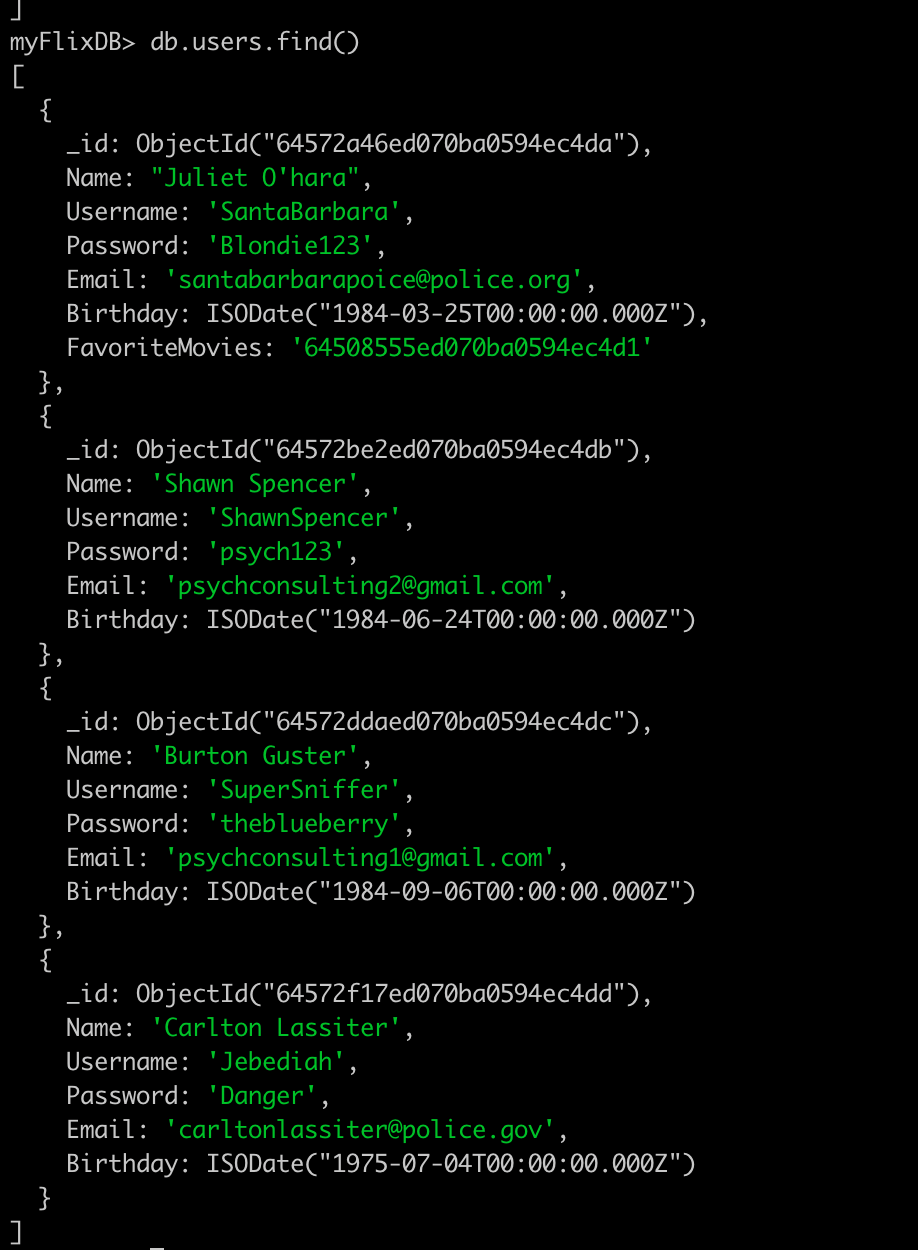 ]
myFlixDB> db.users.find()
[
  {
    _id: ObjectId("64572a46ed070ba0594ec4da"),
    Name: "Juliet O'hara",
    Username: 'SantaBarbara',
    Password: 'Blondie123',
    Email: 'santabarbarapoice@police.org',
    Birthday: ISODate("1984-03-25T00:00:00.000Z"),
    FavoriteMovies: '64508555ed070ba0594ec4d1'
  },
  {
    _id: ObjectId("64572be2ed070ba0594ec4db"),
    Name: 'Shawn Spencer',
    Username: 'ShawnSpencer',
    Password: 'psych123',
    Email: 'psychconsulting2@gmail.com',
    Birthday: ISODate("1984-06-24T00:00:00.000Z")
  },
  {
    _id: ObjectId("64572ddaed070ba0594ec4dc"),
    Name: 'Burton Guster',
    Username: 'SuperSniffer',
    Password: 'theblueberry',
    Email: 'psychconsulting1@gmail.com',
    Birthday: ISODate("1984-09-06T00:00:00.000Z")
  },
  {
    _id: ObjectId("64572f17ed070ba0594ec4dd"),
    Name: 'Carlton Lassiter',
    Username: 'Jebediah',
    Password: 'Danger',
    Email: 'carltonlassiter@police.gov',
    Birthday: ISODate("1975-07-04T00:00:00.000Z")
  }
]